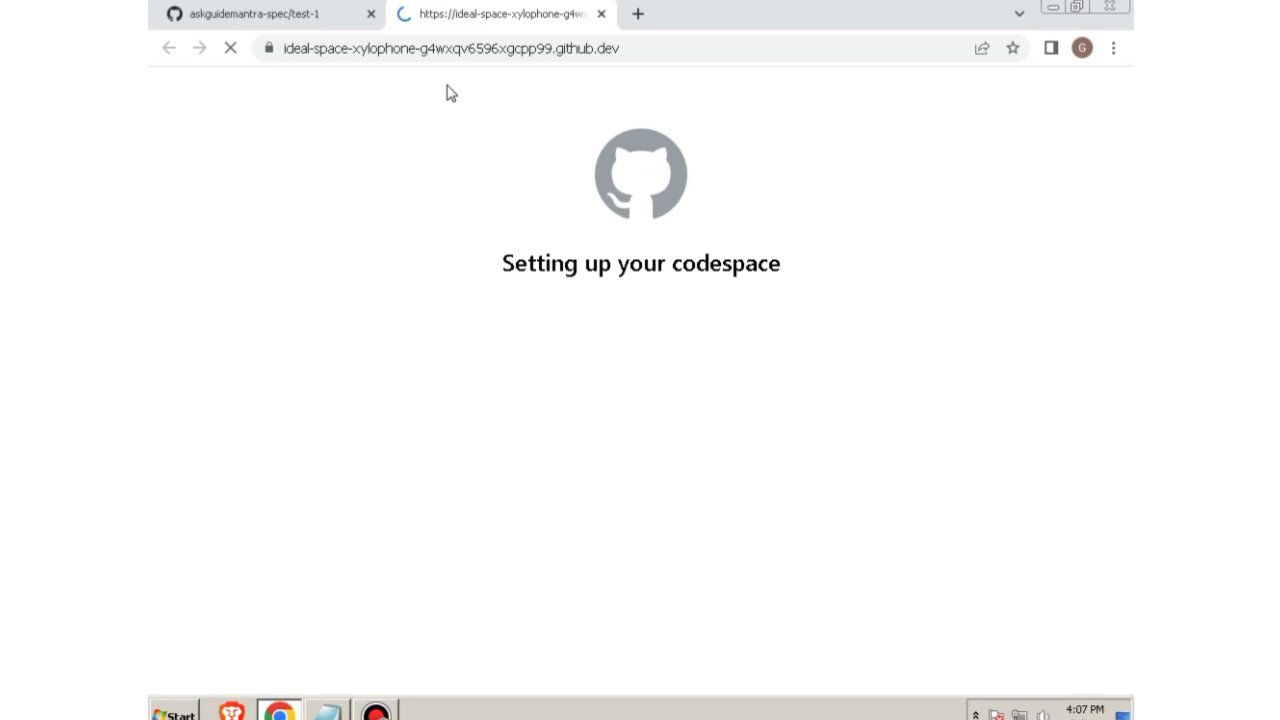 askguidemantra-spec/test-1
https://ideal-space-xylophone-g4w
ideal-space-xylophone-g4wxqv6596xgcpp99.github.dev
G
Setting up your codespace
Start
4:07 PM